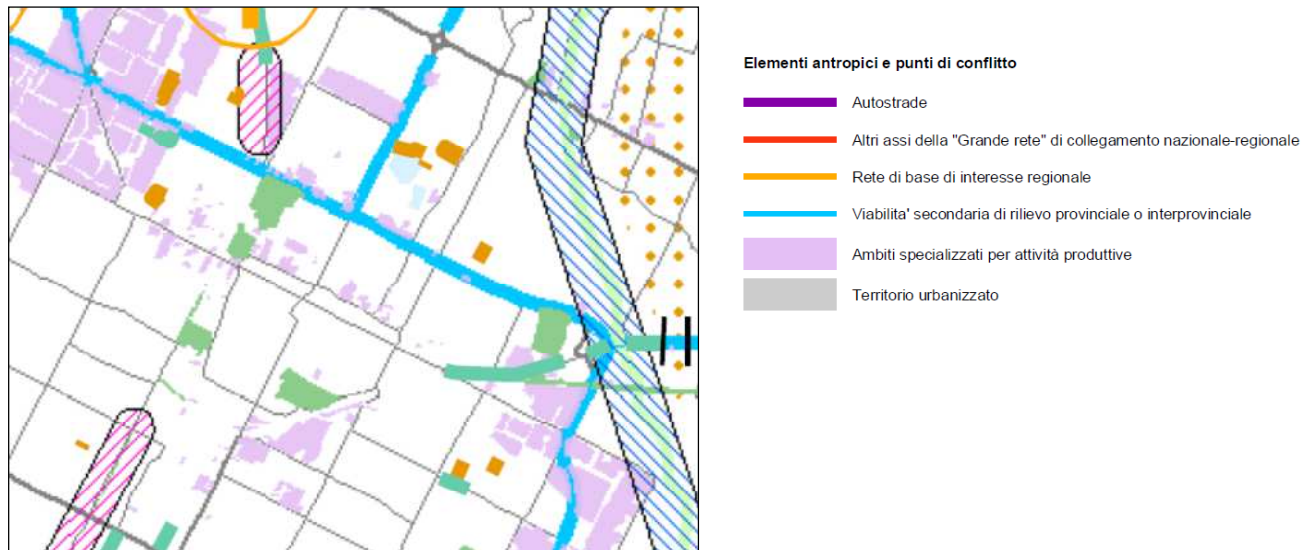 Elementi antropici e punti di conflitto
Autostrade
Altri assi della "Grande rete" di collegamento nazionale-regionale
Rete di base di interesse regionale
Viabilita' secondaria di rilievo provinciale o interprovinciale
Ambiti specializzati per attività produttive
Territorio urbanizzato